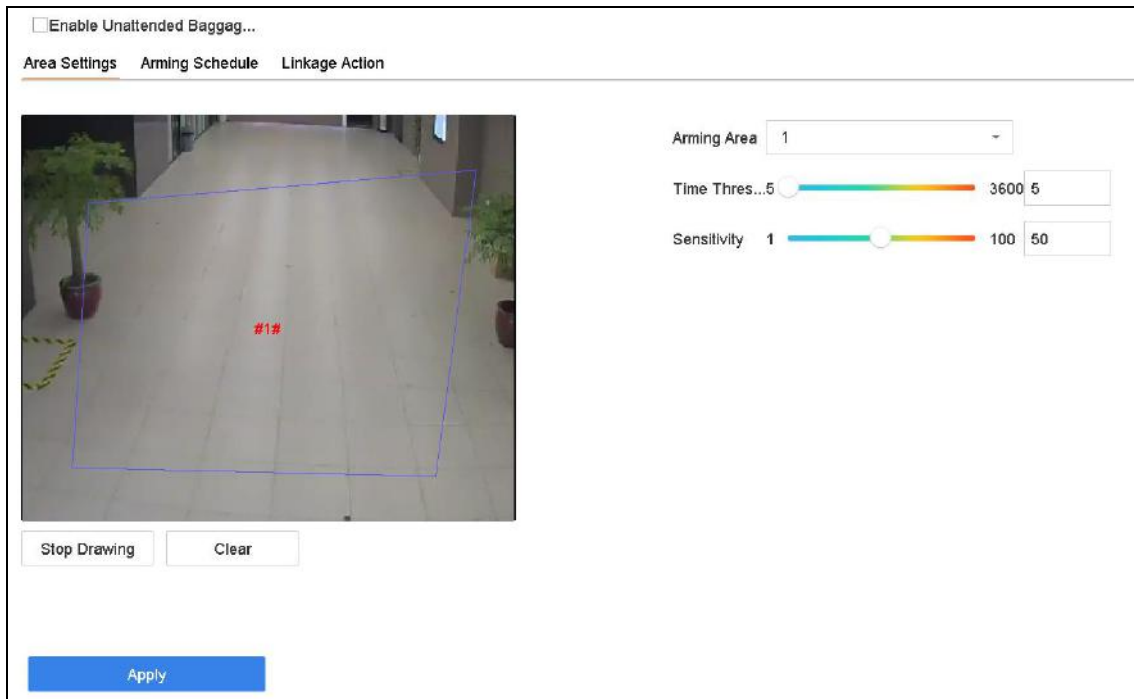 Enable Unattended Baggag...
Area Settings Arming Schedule Linkage Action
Arming Area 1
Time Thres...5 3600 5
Sensitivity 1 100 50
#1#
Stop Drawing Clear
Apply